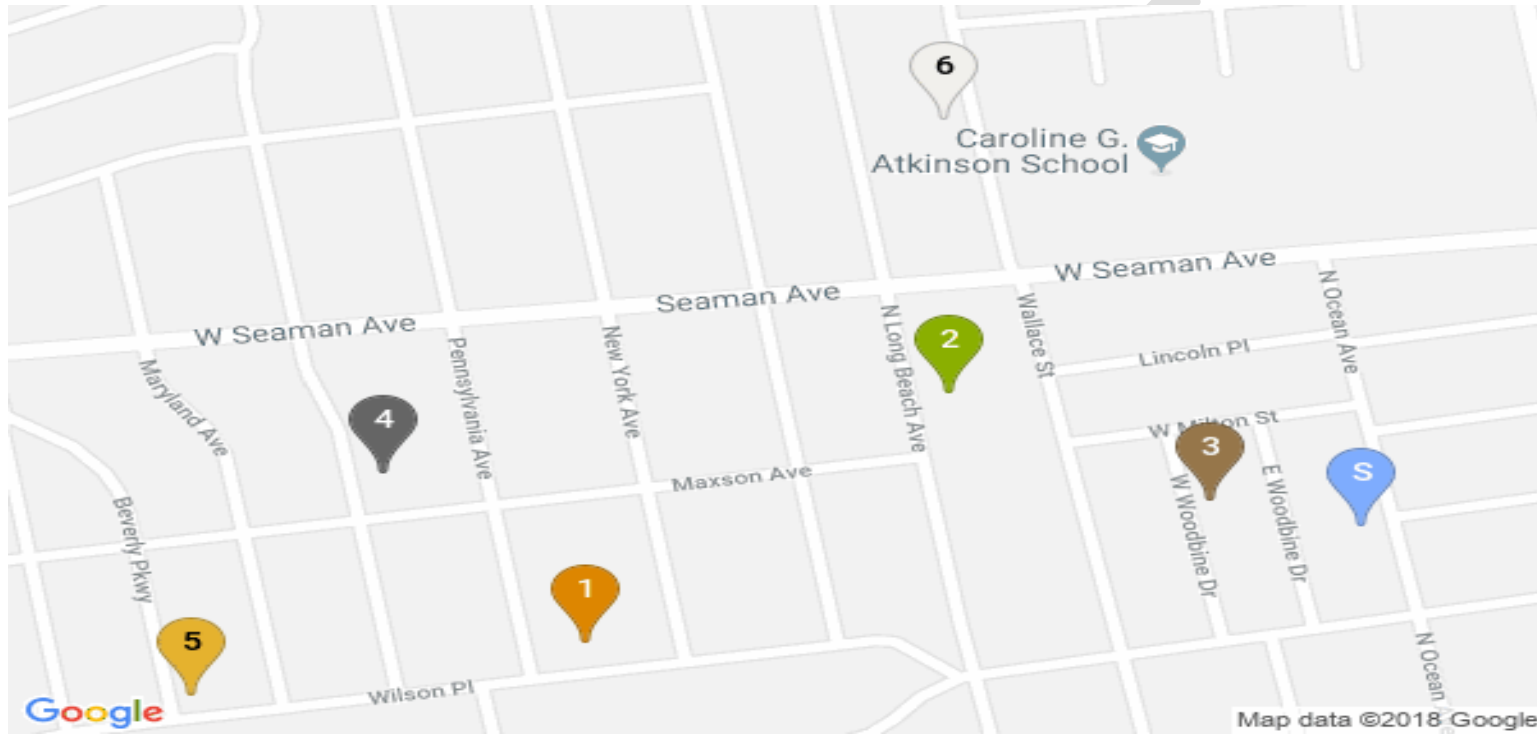 6
Caroline G.
Atkinson School
W Seaman Ave
Seaman Ave
W Seaman Ave
N Ocean Ave
Wallace St
N Long Beach Ave
2
Lincoln Pl
New York Ave
Pennsylvania Ave
Maryland Ave
4
W Milton St
3
S
Maxson Ave
W Woodbine Dr
E Woodbine Dr
Beverly Pkwy
1
5
Wilson Pl
N Ocean Ave
Google
Map data ©2018 Google